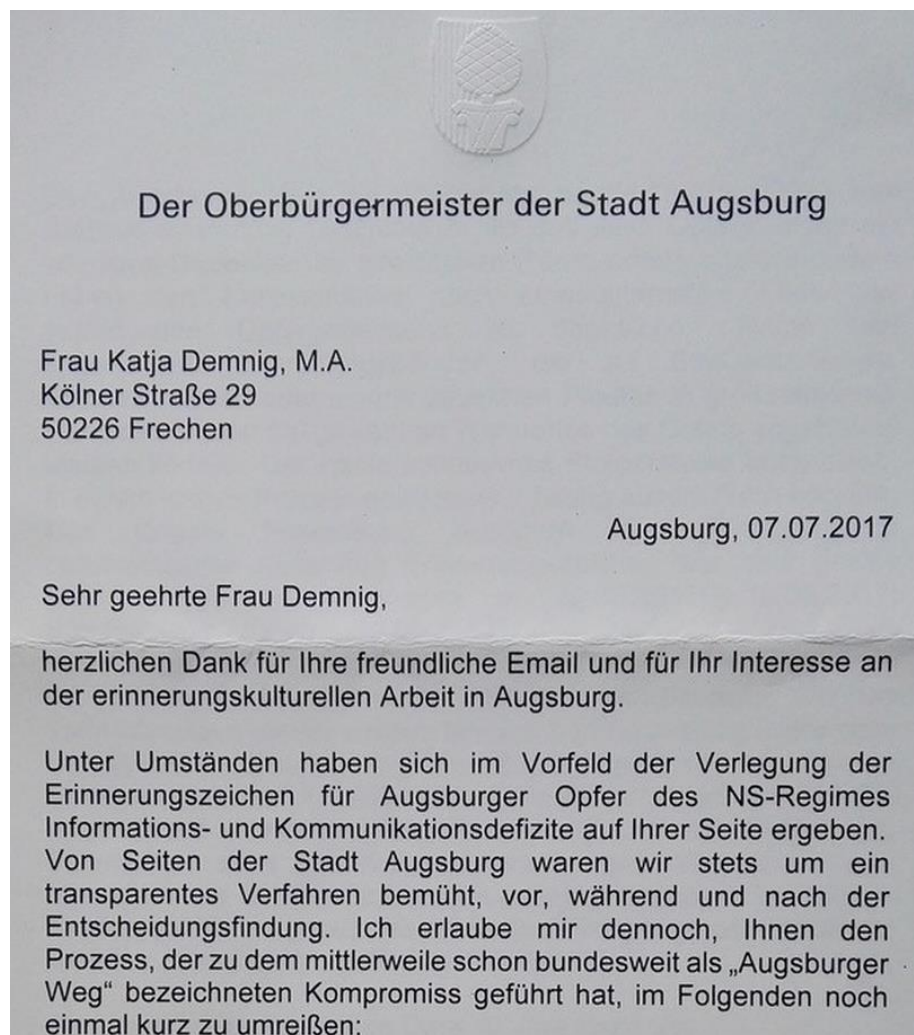 Der Oberbürgermeister der Stadt Augsburg
Frau Katja Demnig, M.A.
Kölner Straße 29
50226 Frechen
Augsburg, 07.07.2017
Sehr geehrte Frau Demnig,
herzlichen Dank für Ihre freundliche Email und für Ihr Interesse an
der erinnerungskulturellen Arbeit in Augsburg.
Unter Umständen haben sich im Vorfeld der Verlegung der
Erinnerungszeichen für Augsburger Opfer des NS-Regimes
Informations- und Kommunikationsdefizite auf Ihrer Seite ergeben.
Von Seiten der Stadt Augsburg waren wir stets um ein
transparentes Verfahren bemüht, vor, während und nach der
Entscheidungsfindung. Ich erlaube mir dennoch, Ihnen den
Prozess, der zu dem mittlerweile schon bundesweit als „Augsburger
Weg“ bezeichneten Kompromiss geführt hat, im Folgenden noch
einmal kurz zu umreißen: